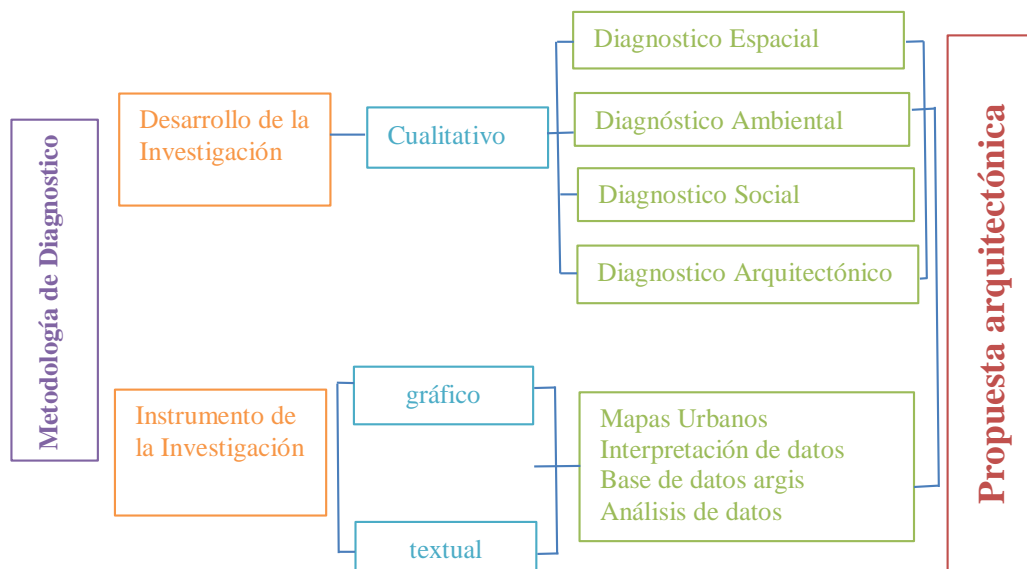 Metodología de Diagnostico
Desarrollo de la
Investigación
Cualitativo
Diagnostico Espacial
Diagnóstico Ambiental
Diagnostico Social
Diagnostico Arquitectónico
Instrumento de
la Investigación
gráfico
textual
Mapas Urbanos
Interpretación de datos
Base de datos argis
Análisis de datos
Propuesta arquitectónica